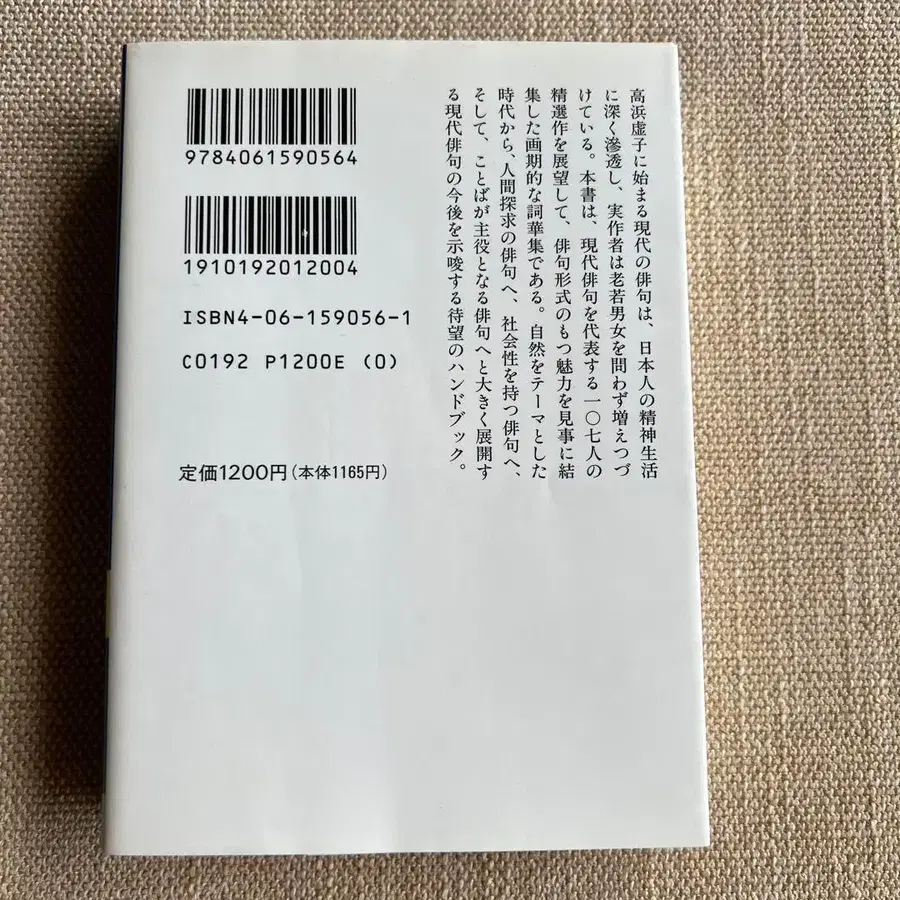 高浜虚子に始まる現代の俳句は、日本人の精神生活
に深く滲透し、実作者は老若男女を問わず増えつづ
けている。本書は、現代俳句を代表する一〇七人の
精選作を展望して、俳句形式のもつ魅力を見事に結
集した画期的な詞華集である。自然をテーマとした
時代から、人間探求の俳句へ、社会性を持つ俳句へ、
そして、ことばが主役となる俳句へと大きく展開す
る現代俳句の今後を示唆する待望のハンドブック。
9784061590564
1910192012004
ISBN4-06-159056-1
C0192 P1200E (0)
定価1200円(本体1165円)